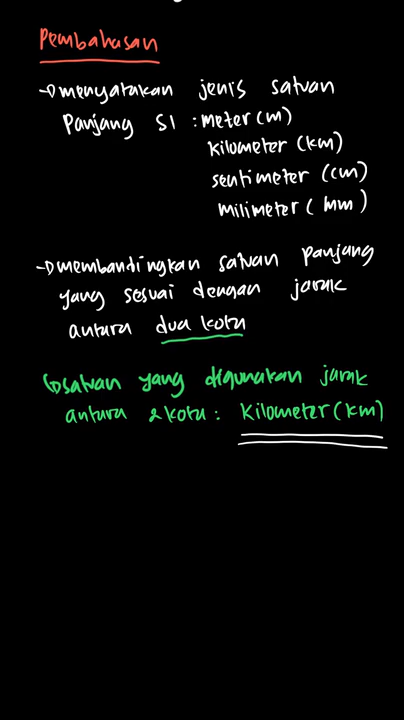 Pembahasan
→ menyatakan jenis satuan
Panjang SI : meter (m)
kilometer (km)
sentimeter (cm)
milimeter ( mm )
→ membandingkan satuan panjang
yang sesuai dengan jarak
antara dua kota
↳ satuan yang digunakan jarak
antara 2 kota : Kilometer (km)